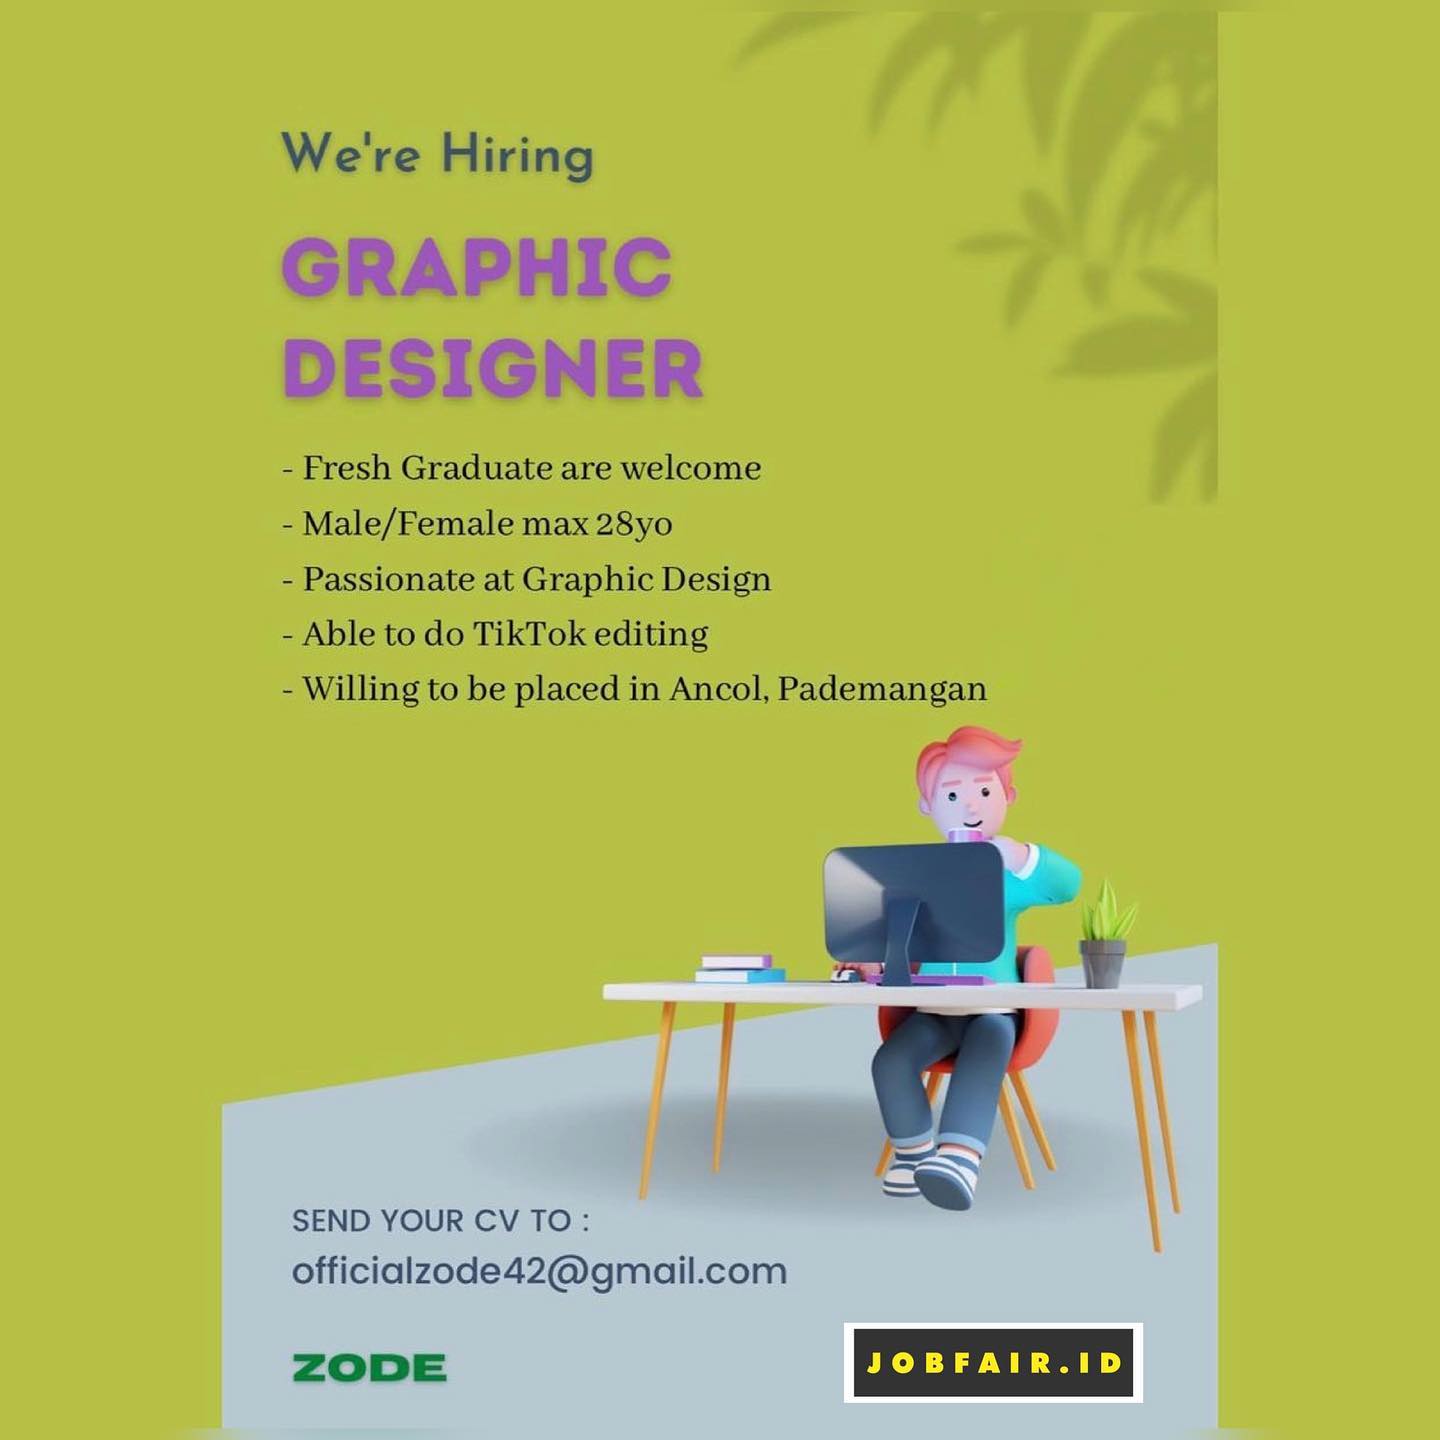 We're Hiring
GRAPHIC
DESIGNER
- Fresh Graduate are welcome
- Male/Female max 28yo
- Passionate at Graphic Design
- Able to do TikTok editing
- Willing to be placed in Ancol, Pademangan
SEND YOUR CV TO :
officialzode42@gmail.com
ZODE
JOBFAIR.ID